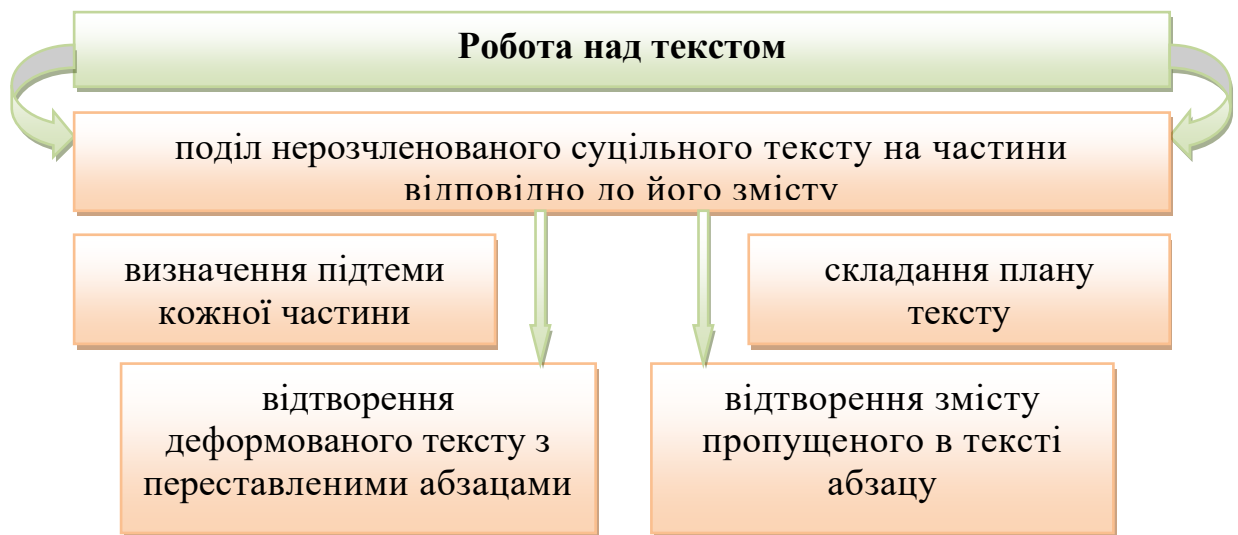 Робота над текстом
поділ нерозчленованого суцільного тексту на частини
відповідно до його змісту
визначення підтеми
кожної частини
складання плану
тексту
відтворення
деформованого тексту з
переставленими абзацами
відтворення змісту
пропущеного в тексті
абзацу